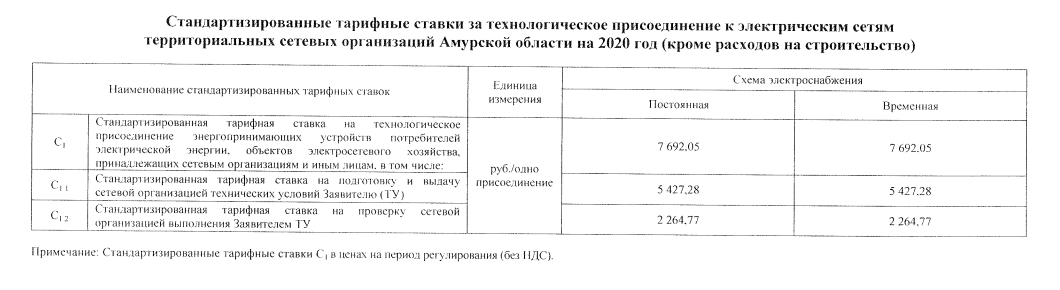 Стандартизированные тарифные ставки за технологическое присоединение к электрическим сетям
территориальных сетевых организаций Амурской области на 2020 год (кроме расходов на строительство)
Наименование стандартизированных тарифных ставок
Единица
измерения
Схема электроснабжения
Постоянная
Временная
С1
Стандартизированная тарифная ставка на технологическое
присоединение энергопринимающих устройств потребителей
электрической энергии, объектов электросетевого хозяйства,
принадлежащих сетевым организациям и иным лицам, в том числе:
руб./одно
присоединение
7 692,05
7 692,05
С1 1
Стандартизированная тарифная ставка на подготовку и выдачу
сетевой организацией технических условий Заявителю (ТУ)
5 427,28
5 427,28
С1 2
Стандартизированная тарифная ставка на проверку сетевой
организацией выполнения Заявителем ТУ
2 264,77
2 264,77
Примечание: Стандартизированные тарифные ставки С1 в ценах на период регулирования (без НДС).